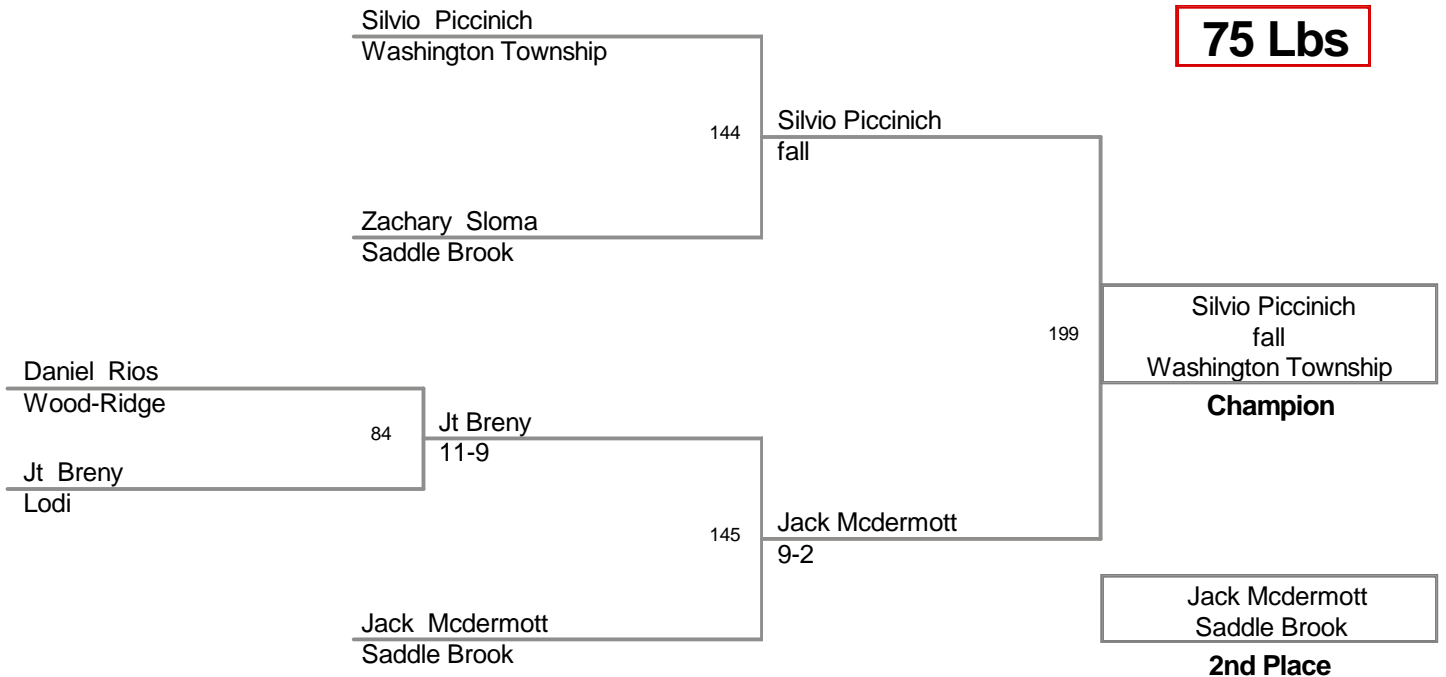 75 Lbs
Silvio  Piccinich
Washington Township
144
Silvio Piccinich
fall
Zachary  Sloma
Saddle Brook
199
Silvio Piccinich
fall
Washington Township
Champion
Daniel  Rios
Wood-Ridge
84
Jt Breny
11-9
Jt  Breny
Lodi
145
Jack Mcdermott
9-2
Jack  Mcdermott
Saddle Brook
Jack Mcdermott
Saddle Brook
2nd Place